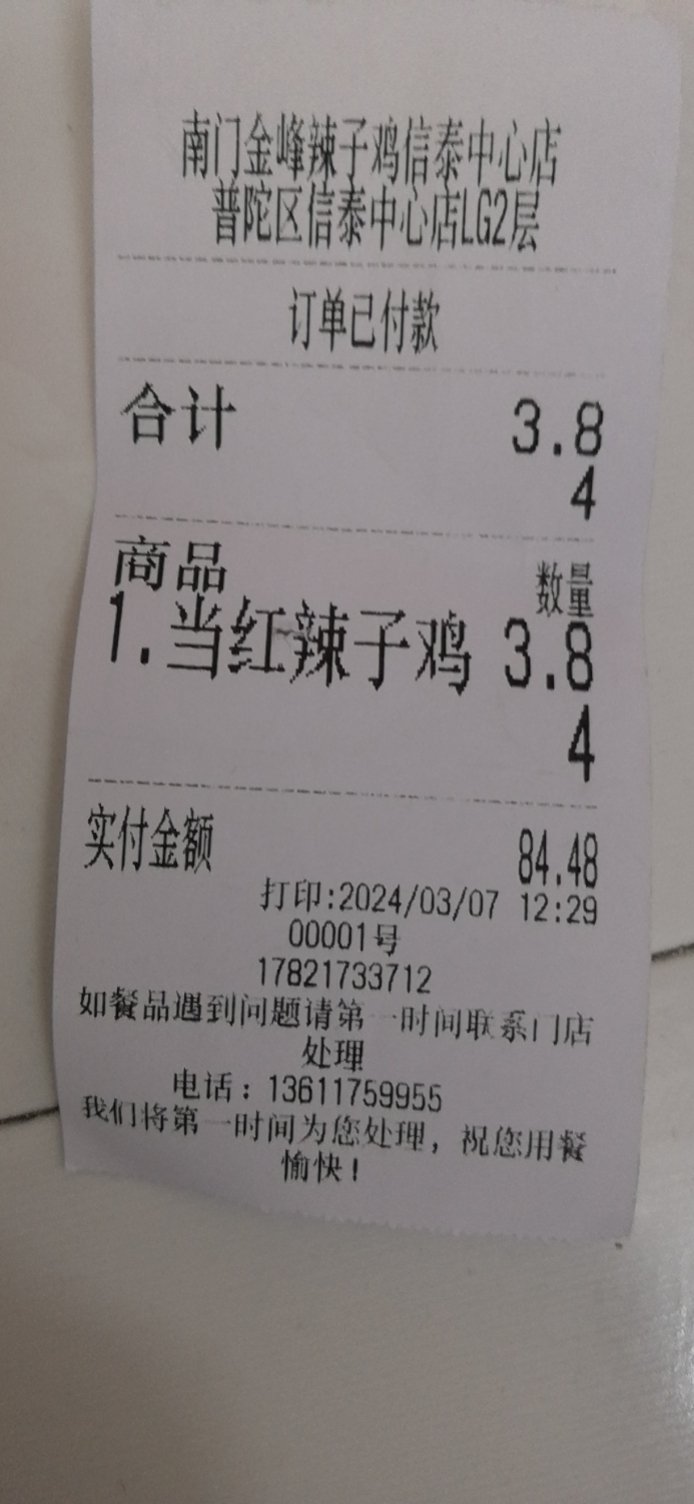 南门金峰辣子鸡信泰中心店
普陀区信泰中心店LG2层
订单已付款
合计 3.8
4
商品 数量
1.当红辣子鸡 3.8
4
实付金额 84.48
打印:2024/03/07 12:29
00001号
17821733712
如餐品遇到问题请第一时间联系门店
处理
电话:13611759955
我们将第一时间为您处理,祝您用餐
愉快!